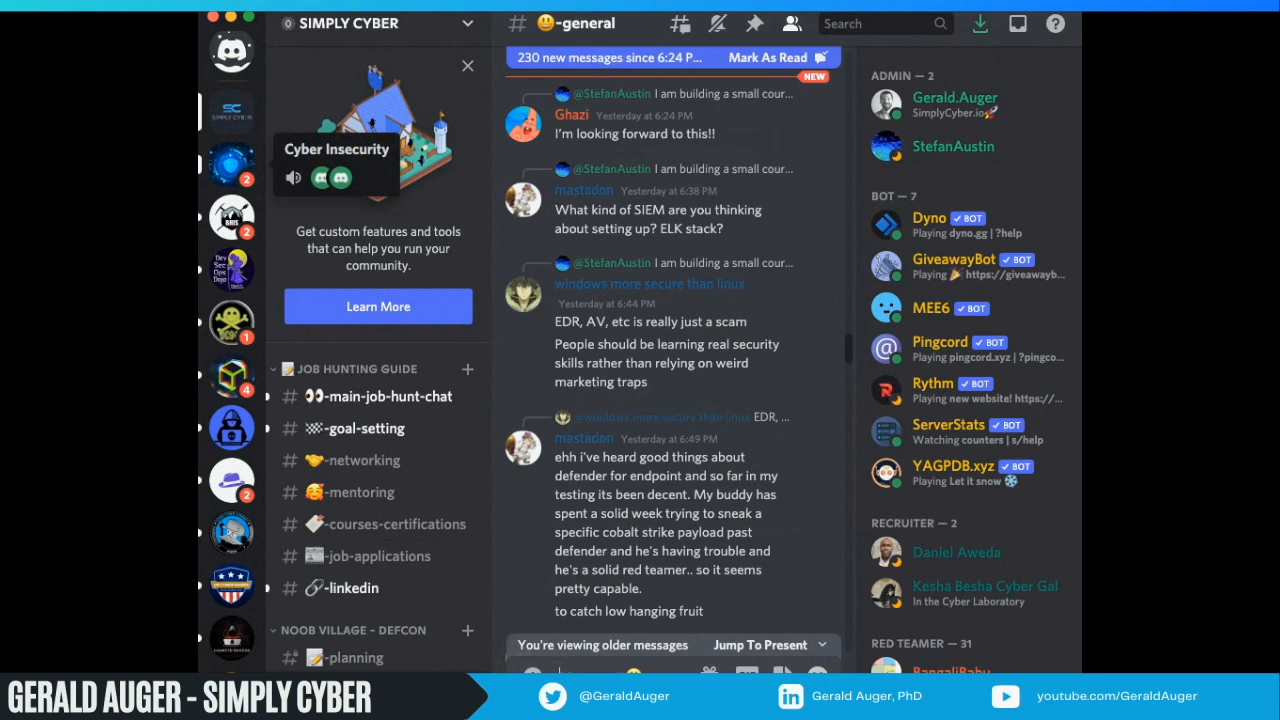 SIMPLY CYBER
SIMPLY CYBER
Cyber Insecurity
2
2
1
4
2
Get custom features and tools
that can help you run your
community.
Learn More
JOB HUNTING GUIDE
# 👀-main-job-hunt-chat
# 🏁-goal-setting
# 🤝-networking
# 🥰-mentoring
# -courses-certifications
# 📰-job-applications
# 🔗-linkedin
NOOB VILLAGE – DEFCON
# 📝-planning
# 😃-general
Search
230 new messages since 6:24 P... Mark As Read
NEW
@StefanAustin I am building a small cour...
Ghazi Yesterday at 6:24 PM
I'm looking forward to this!!
@StefanAustin I am building a small cour...
mastadon Yesterday at 6:38 PM
What kind of SIEM are you thinking
about setting up? ELK stack?
@StefanAustin I am building a small cour...
windows more secure than linux
Yesterday at 6:44 PM
EDR, AV, etc is really just a scam
People should be learning real security
skills rather than relying on weird
marketing traps
@windows more secure than linux EDR, ...
mastadon Yesterday at 6:49 PM
ehh i've heard good things about
defender for endpoint and so far in my
testing its been decent. My buddy has
spent a solid week trying to sneak a
specific cobalt strike payload past
defender and he's having trouble and
he's a solid red teamer.. so it seems
pretty capable.
to catch low hanging fruit
You're viewing older messages Jump To Present
ADMIN — 2
Gerald.Auger
SimplyCyber.io🚀
StefanAustin
BOT — 7
Dyno ✓ BOT
Playing dyno.gg | ?help
GiveawayBot ✓ BOT
Playing 🎉 https://giveawayb...
MEE6 ✓ BOT
Pingcord ✓ BOT
Playing pingcord.xyz | ?pingco...
Rythm ✓ BOT
Playing new website! https://...
ServerStats ✓ BOT
Watching counters | s/help
YAGPDB.xyz ✓ BOT
Playing Let it snow ❄️
RECRUITER — 2
Daniel Aweda
Kesha Besha Cyber Gal
In the Cyber Laboratory
RED TEAMER — 31
BangaliBabu
GERALD AUGER - SIMPLY CYBER
@GeraldAuger
Gerald Auger, PhD
youtube.com/GeraldAuger